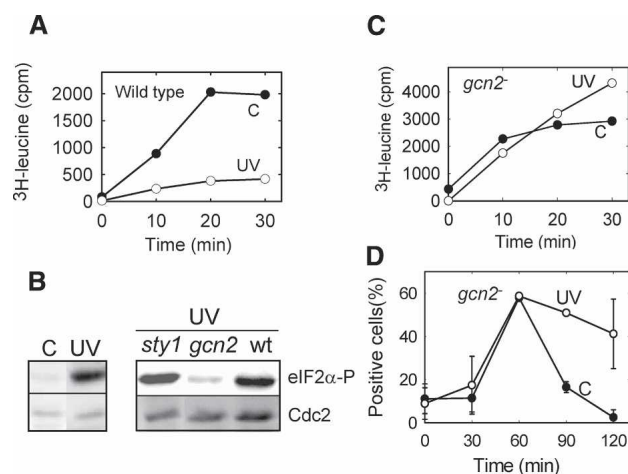 A
³H-leucine (cpm)
2000
1500
1000
500
0
Wild type
C
UV
0 10 20 30
Time (min)
B
C UV
UV
sty1 gcn2 wt
eIF2α-P
Cdc2
C
³H-leucine (cpm)
4000
3000
2000
1000
0
gcn2-
UV
C
0 10 20 30
Time (min)
D
Positive cells(%)
60
40
20
0
gcn2-
UV
C
0 30 60 90 120
Time (min)